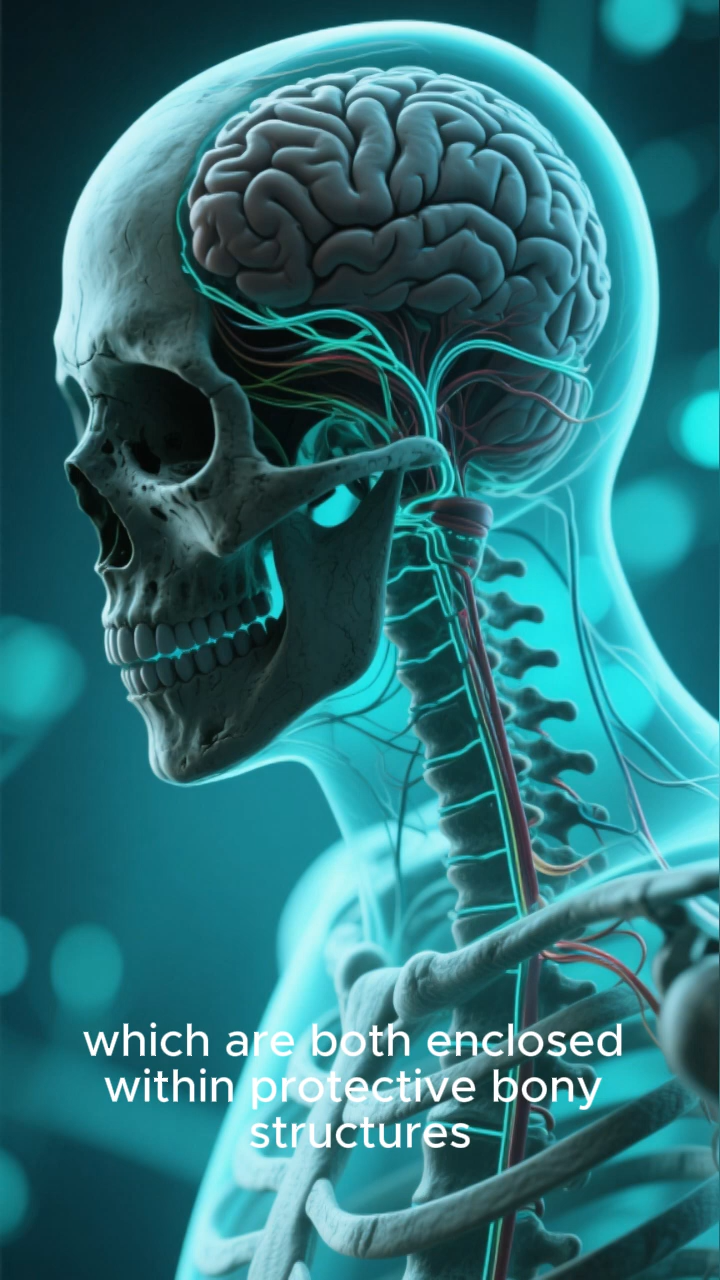 which are both enclosed
within protective bony
structures